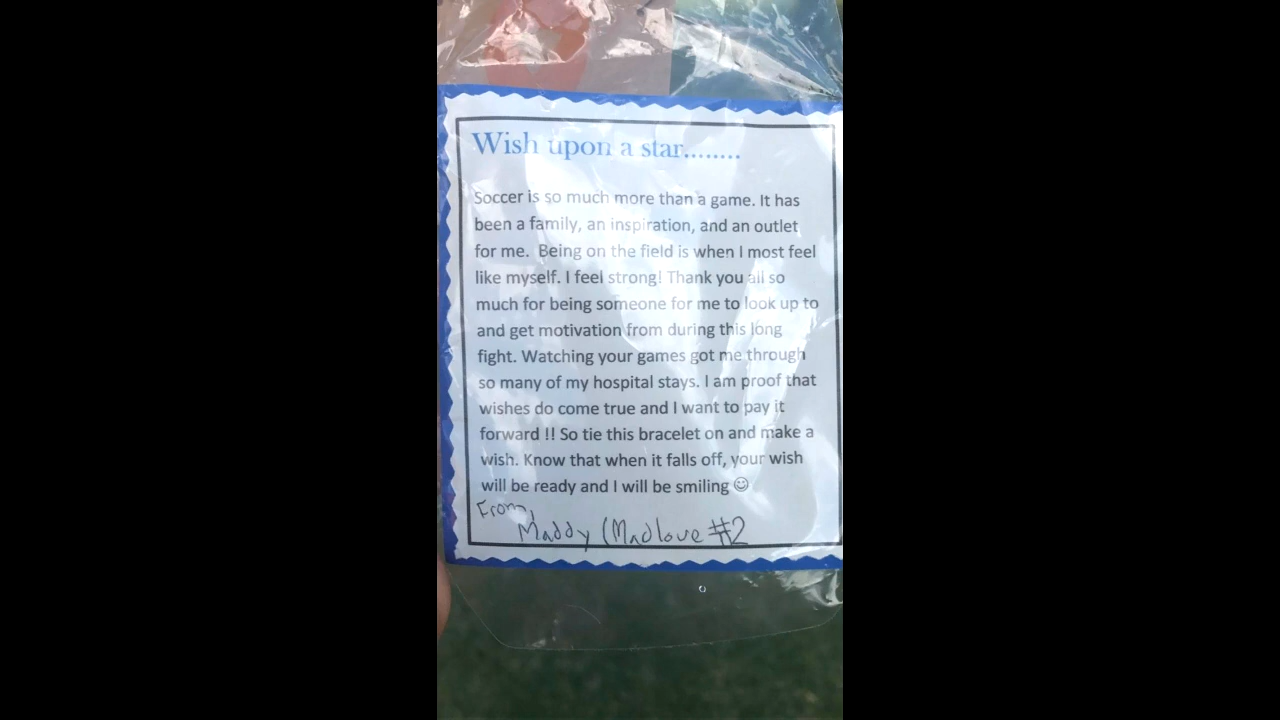 Wish upon a star........
Soccer is so much more than a game. It has
been a family, an inspiration, and an outlet
for me.  Being on the field is when I most feel
like myself. I feel strong! Thank you all so
much for being someone for me to look up to
and get motivation from during this long
fight. Watching your games got me through
so many of my hospital stays. I am proof that
wishes do come true and I want to pay it
forward !! So tie this bracelet on and make a
wish. Know that when it falls off, your wish
will be ready and I will be smiling ☺
From,
Maddy (Madlove #2